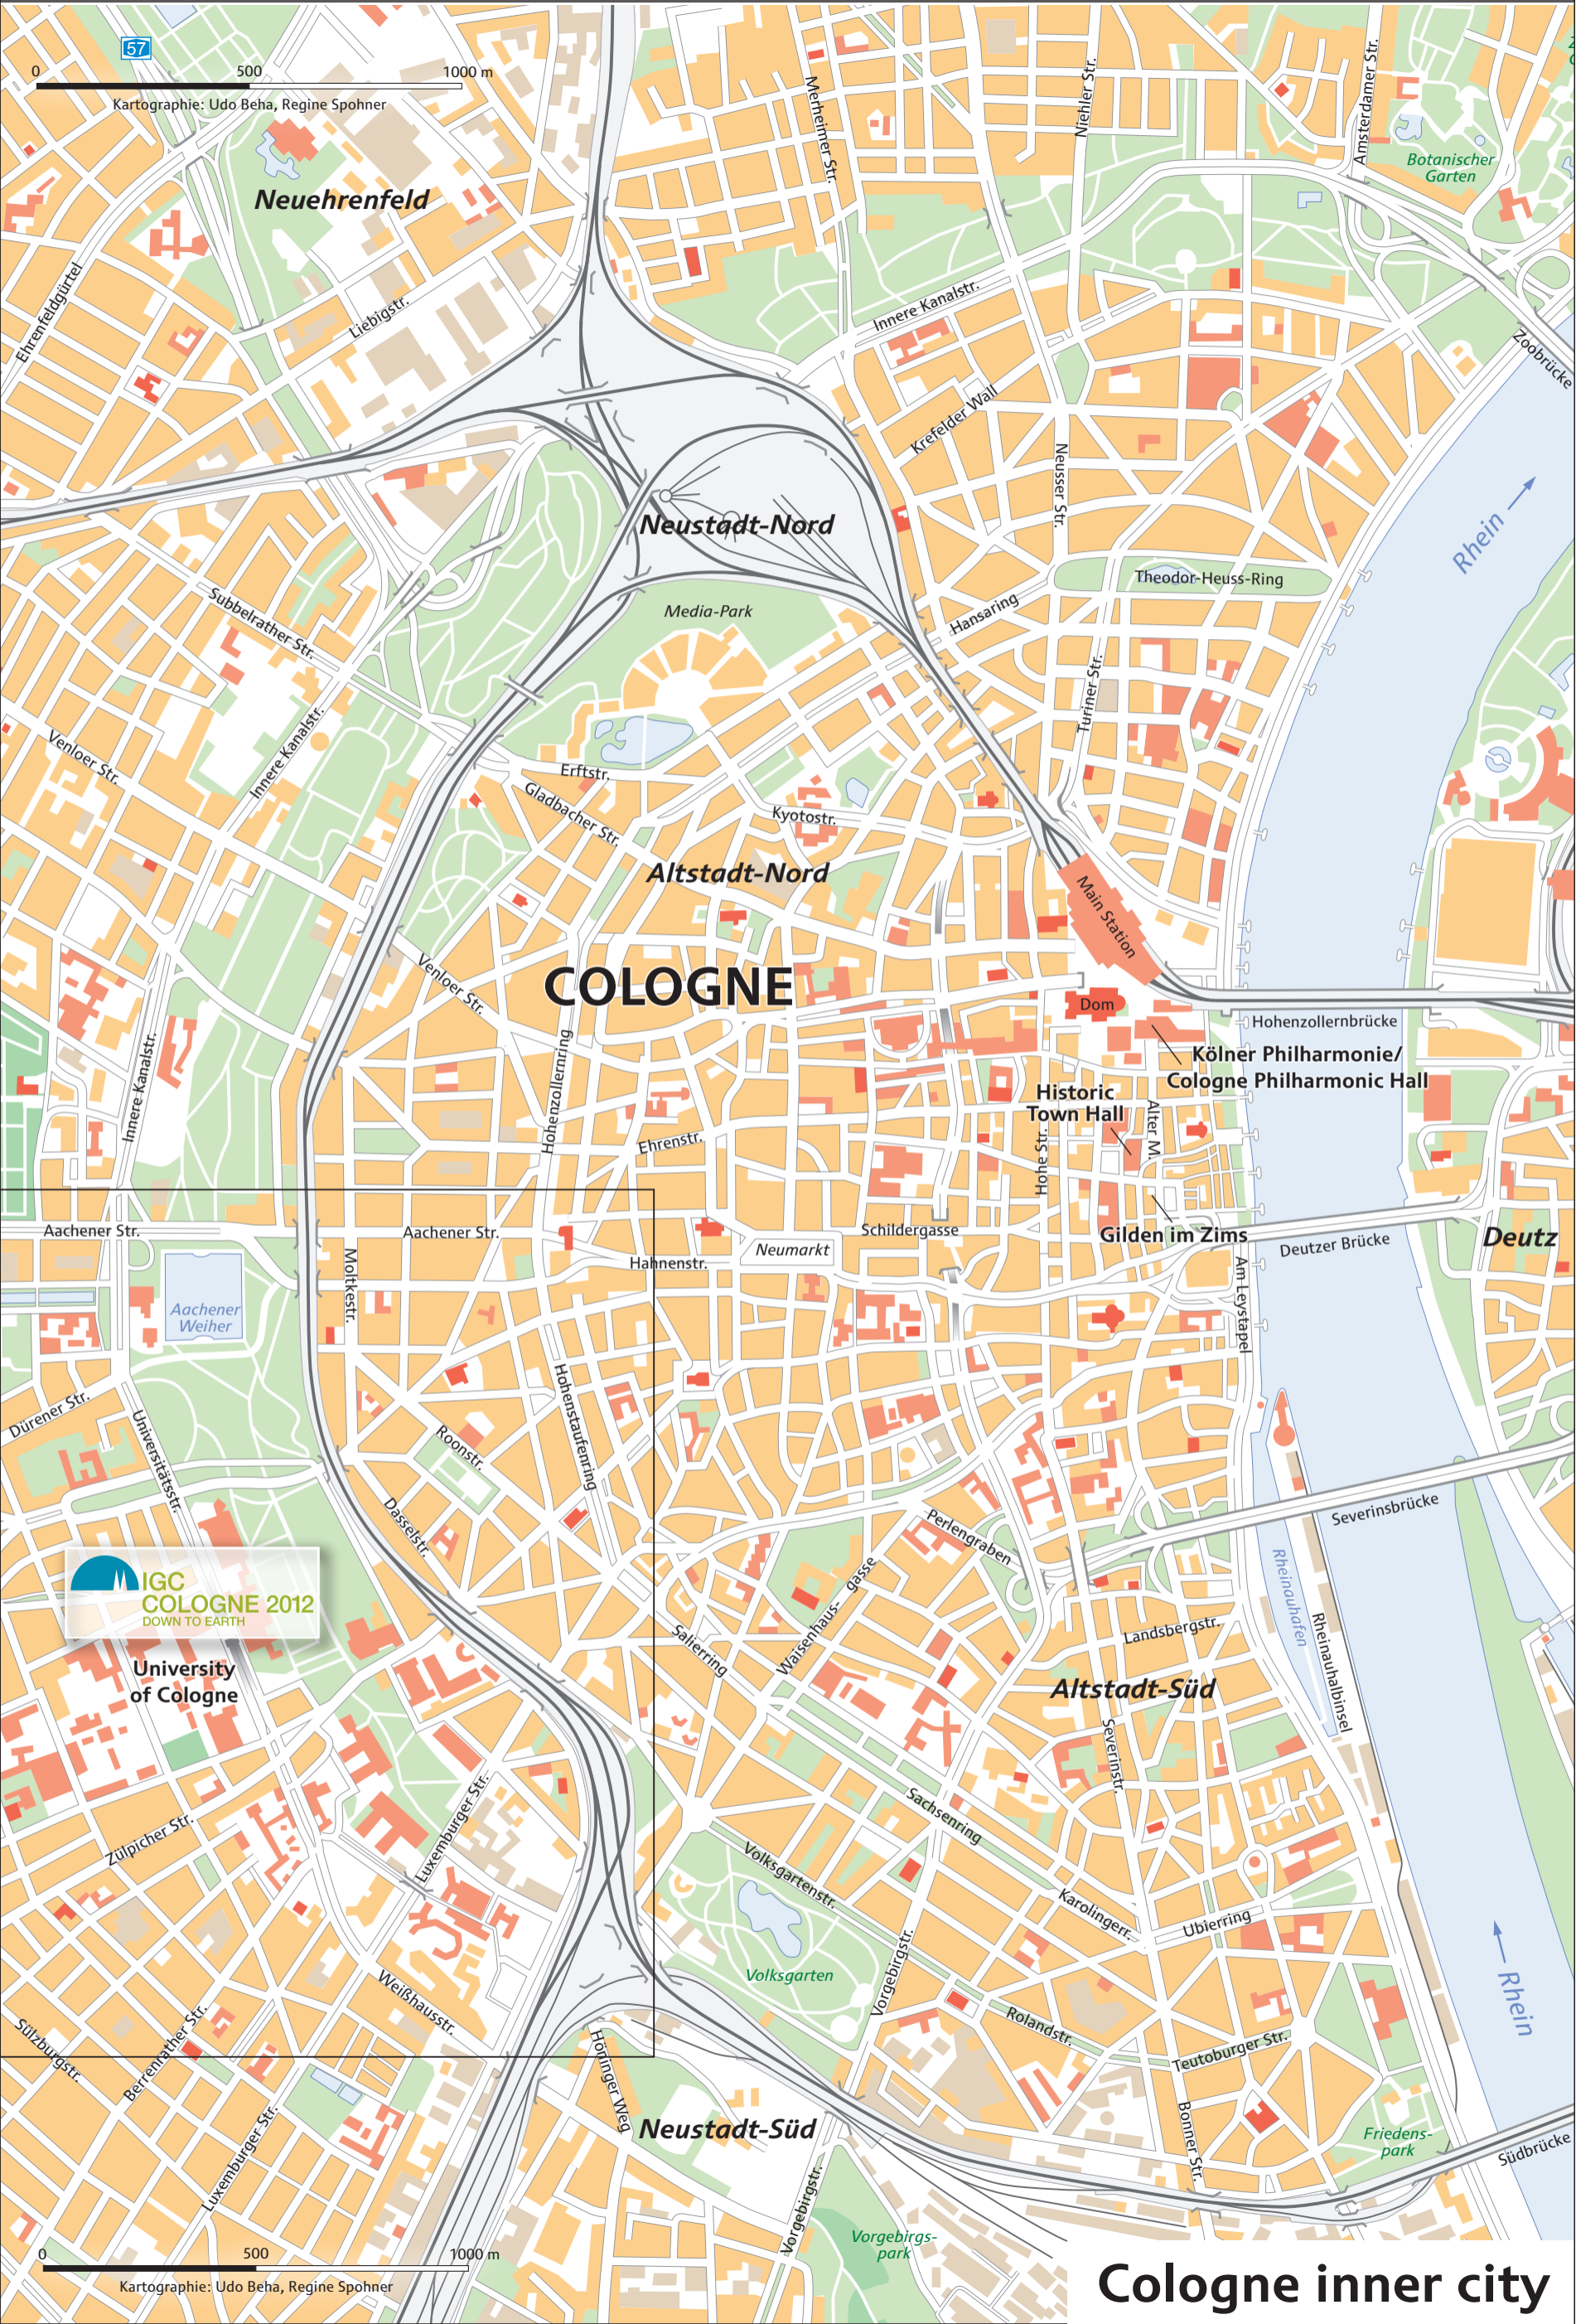 57
0 500 1000 m
Kartographie: Udo Beha, Regine Spohner
Merheimer Str.
Niehler Str.
Amsterdamer Str.
Botanischer
Garten
Neuehrenfeld
Ehrenfeldgürtel
Liebigstr.
Innere Kanalstr.
Zoobrücke
Krefelder Wall
Neusser Str.
Rhein
Neustadt-Nord
Theodor-Heuss-Ring
Media-Park
Hansaring
Subbelrather Str.
Turiner Str.
Innere Kanalstr.
Venloer Str.
Erftstr.
Gladbacher Str.
Kyotostr.
Altstadt-Nord
Main Station
Venloer Str.
COLOGNE
Dom
Hohenzollernbrücke
Kölner Philharmonie/
Cologne Philharmonic Hall
Innere Kanalstr.
Hohenzollernring
Historic
Town Hall
Alter M.
Ehrenstr.
Hohe Str.
Aachener Str.
Aachener Str.
Schildergasse
Gilden im Zims
Deutzer Brücke
Deutz
Neumarkt
Hahnenstr.
Moltkestr.
Am Leystapel
Aachener
Weiher
Dürener Str.
Universitätsstr.
Hohenstaufenring
Roonstr.
Dasselstr.
Severinsbrücke
Perlengraben
Rheinauhafen
IGC
COLOGNE 2012
DOWN TO EARTH
Waisenhaus- gasse
Landsbergstr.
Rheinauhalbinsel
Salierring
University
of Cologne
Altstadt-Süd
Severinstr.
Luxemburger Str.
Sachsenring
Zülpicher Str.
Volksgartenstr.
Karolingerr.
Ubierring
Vorgebirgstr.
Volksgarten
Rhein
Weißhausstr.
Rolandstr.
Teutoburger Str.
Sülzburgstr.
Berrenrather Str.
Höninger Weg
Neustadt-Süd
Bonner Str.
Friedens-
park
Südbrücke
Luxemburger Str.
Vorgebirgstr.
Vorgebirgs-
park
0 500 1000 m
Kartographie: Udo Beha, Regine Spohner
Cologne inner city